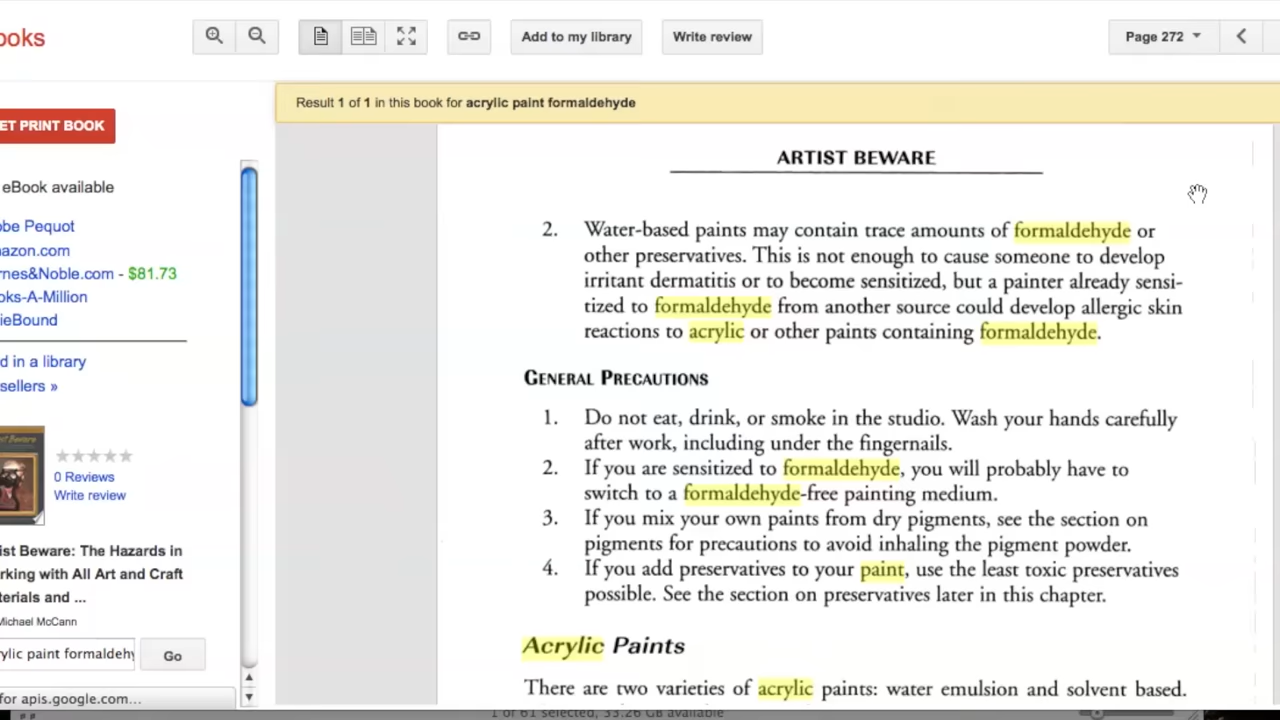 ooks
Add to my library
Write review
Page 272
ET PRINT BOOK
Result 1 of 1 in this book for acrylic paint formaldehyde
eBook available
obe Pequot
azon.com
rnes&Noble.com - $81.73
oks-A-Million
ieBound
d in a library
sellers »
0 Reviews
Write review
ist Beware: The Hazards in
rking with All Art and Craft
terials and ...
Michael McCann
rylic paint formaldehy
Go
for apis.google.com...
ARTIST BEWARE
2. Water-based paints may contain trace amounts of formaldehyde or
other preservatives. This is not enough to cause someone to develop
irritant dermatitis or to become sensitized, but a painter already sensi-
tized to formaldehyde from another source could develop allergic skin
reactions to acrylic or other paints containing formaldehyde.
GENERAL PRECAUTIONS
1. Do not eat, drink, or smoke in the studio. Wash your hands carefully
after work, including under the fingernails.
2. If you are sensitized to formaldehyde, you will probably have to
switch to a formaldehyde-free painting medium.
3. If you mix your own paints from dry pigments, see the section on
pigments for precautions to avoid inhaling the pigment powder.
4. If you add preservatives to your paint, use the least toxic preservatives
possible. See the section on preservatives later in this chapter.
Acrylic Paints
There are two varieties of acrylic paints: water emulsion and solvent based.
1 of 61 selected, 33.26 GB available